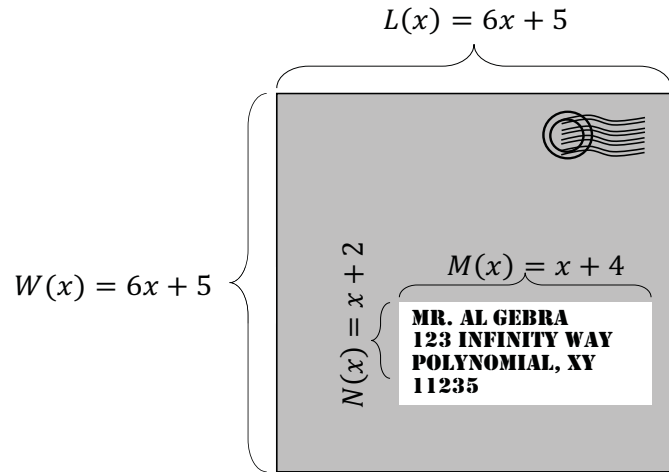 L(x) = 6x + 5
W(x) = 6x + 5
N(x) = x + 2
M(x) = x + 4
MR. AL GEBRA
123 INFINITY WAY
POLYNOMIAL, XY
11235